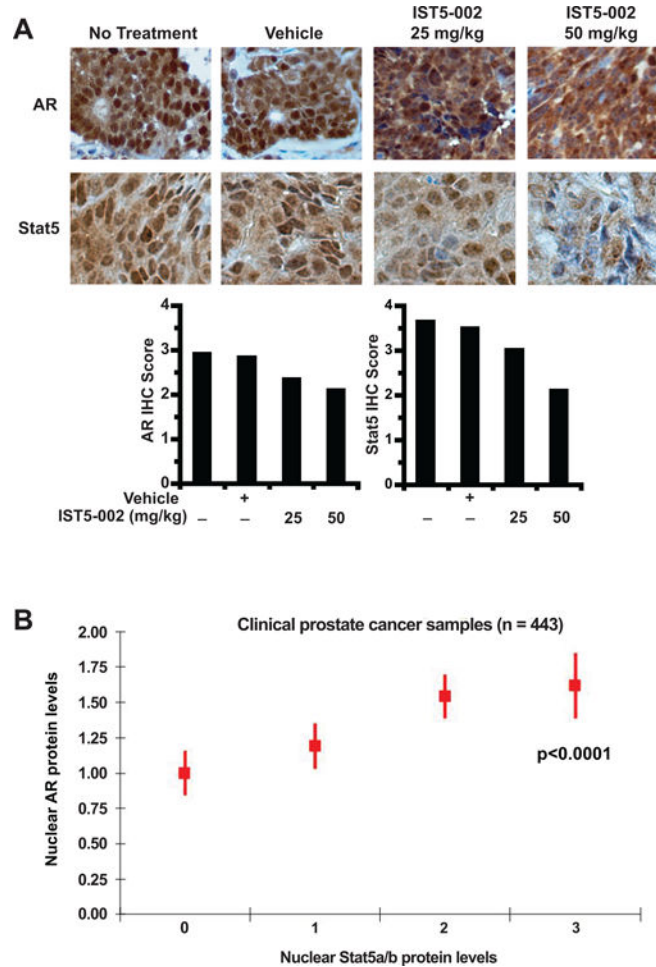 A
No Treatment
Vehicle
IST5-002
25 mg/kg
IST5-002
50 mg/kg
AR
Stat5
4
3
2
1
0
AR IHC Score
4
3
2
1
0
Stat5 IHC Score
Vehicle + +
IST5-002 (mg/kg) – – 25 50 – – 25 50
B
Clinical prostate cancer samples (n = 443)
2.00
1.75
1.50
1.25
1.00
0.75
0.50
0.25
0.00
Nuclear AR protein levels
p<0.0001
0 1 2 3
Nuclear Stat5a/b protein levels